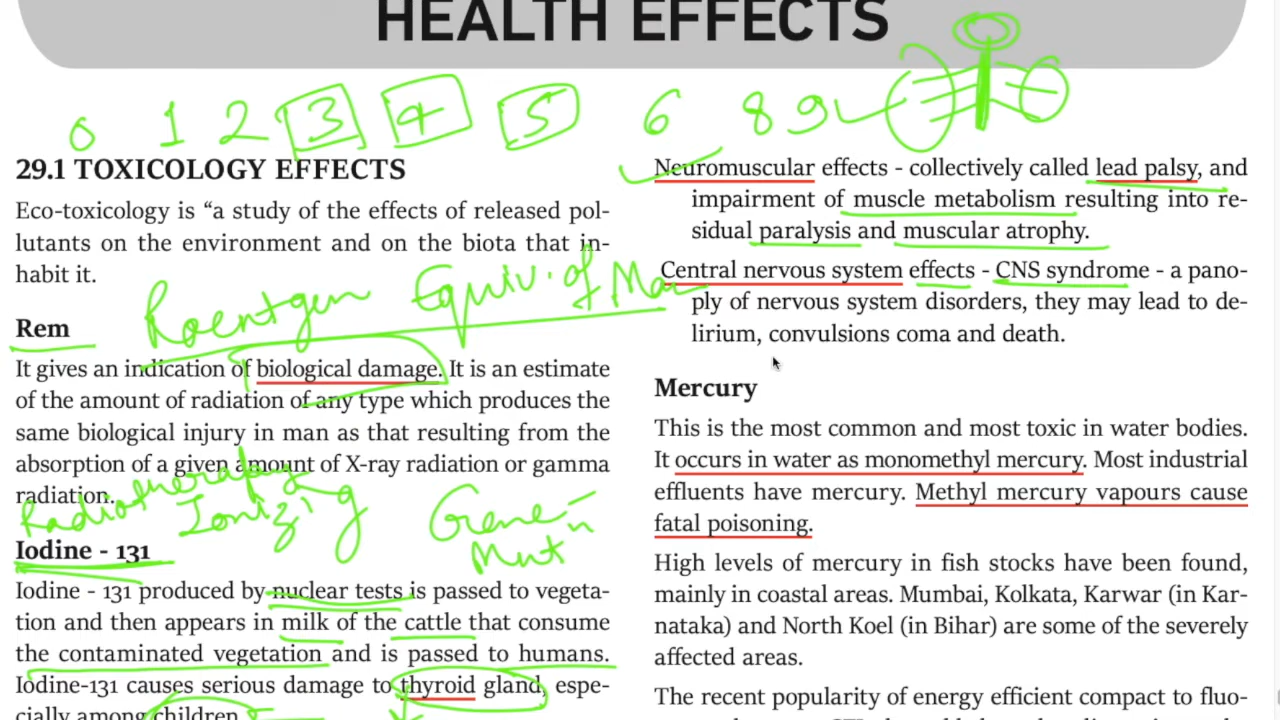 HEALTH EFFECTS
0 1 2 3 4 5 6 8 9
29.1 TOXICOLOGY EFFECTS
Eco-toxicology is “a study of the effects of released pol-
lutants on the environment and on the biota that in-
habit it.
Roentgen Equiv. of Man
Rem
It gives an indication of biological damage. It is an estimate
of the amount of radiation of any type which produces the
same biological injury in man as that resulting from the
absorption of a given amount of X-ray radiation or gamma
radiation.
Radiotherapy
Ionizi'g
Gene-n
Mut
Iodine - 131
Iodine - 131 produced by nuclear tests is passed to vegeta-
tion and then appears in milk of the cattle that consume
the contaminated vegetation and is passed to humans.
Iodine-131 causes serious damage to thyroid gland, espe-
cially among children.
Neuromuscular effects - collectively called lead palsy, and
impairment of muscle metabolism resulting into re-
sidual paralysis and muscular atrophy.
Central nervous system effects - CNS syndrome - a pano-
ply of nervous system disorders, they may lead to de-
lirium, convulsions coma and death.
Mercury
This is the most common and most toxic in water bodies.
It occurs in water as monomethyl mercury. Most industrial
effluents have mercury. Methyl mercury vapours cause
fatal poisoning.
High levels of mercury in fish stocks have been found,
mainly in coastal areas. Mumbai, Kolkata, Karwar (in Kar-
nataka) and North Koel (in Bihar) are some of the severely
affected areas.
The recent popularity of energy efficient compact to fluo-